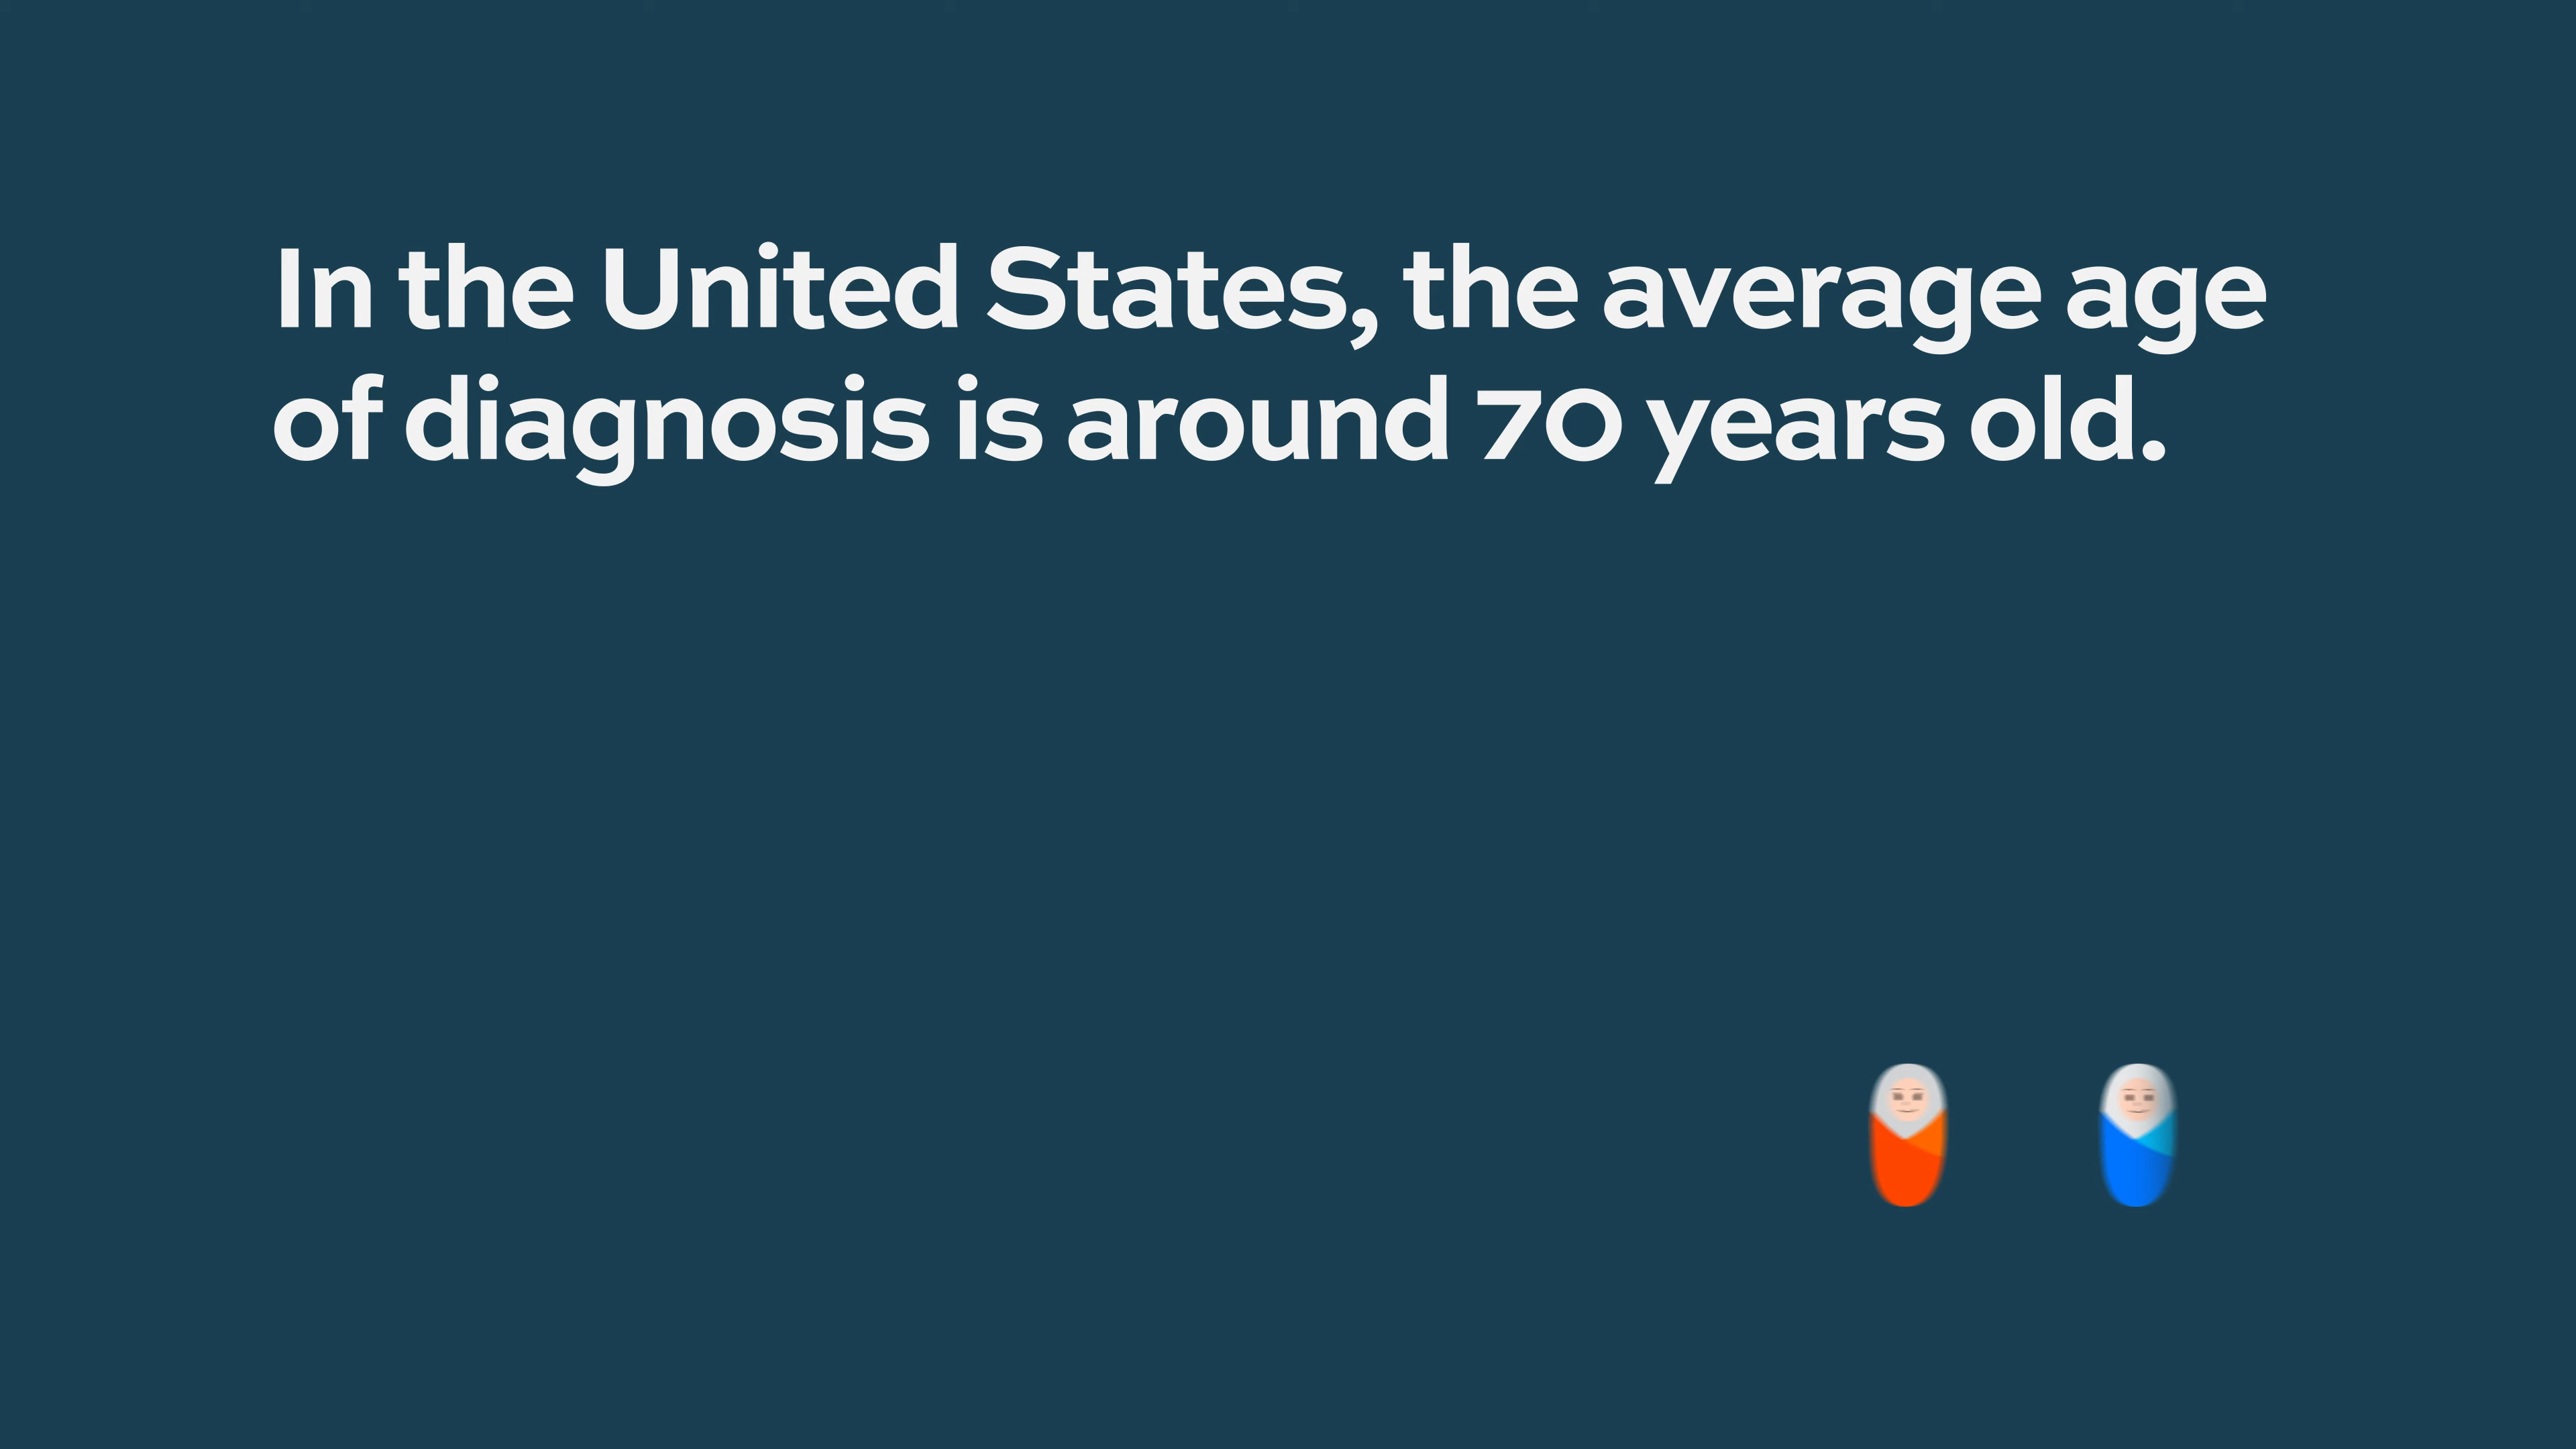 In the United States, the average age
of diagnosis is around 70 years old.